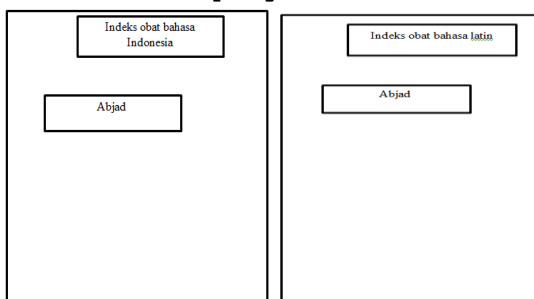 Indeks obat bahasa
Indonesia
Abjad
Indeks obat bahasa latin
Abjad